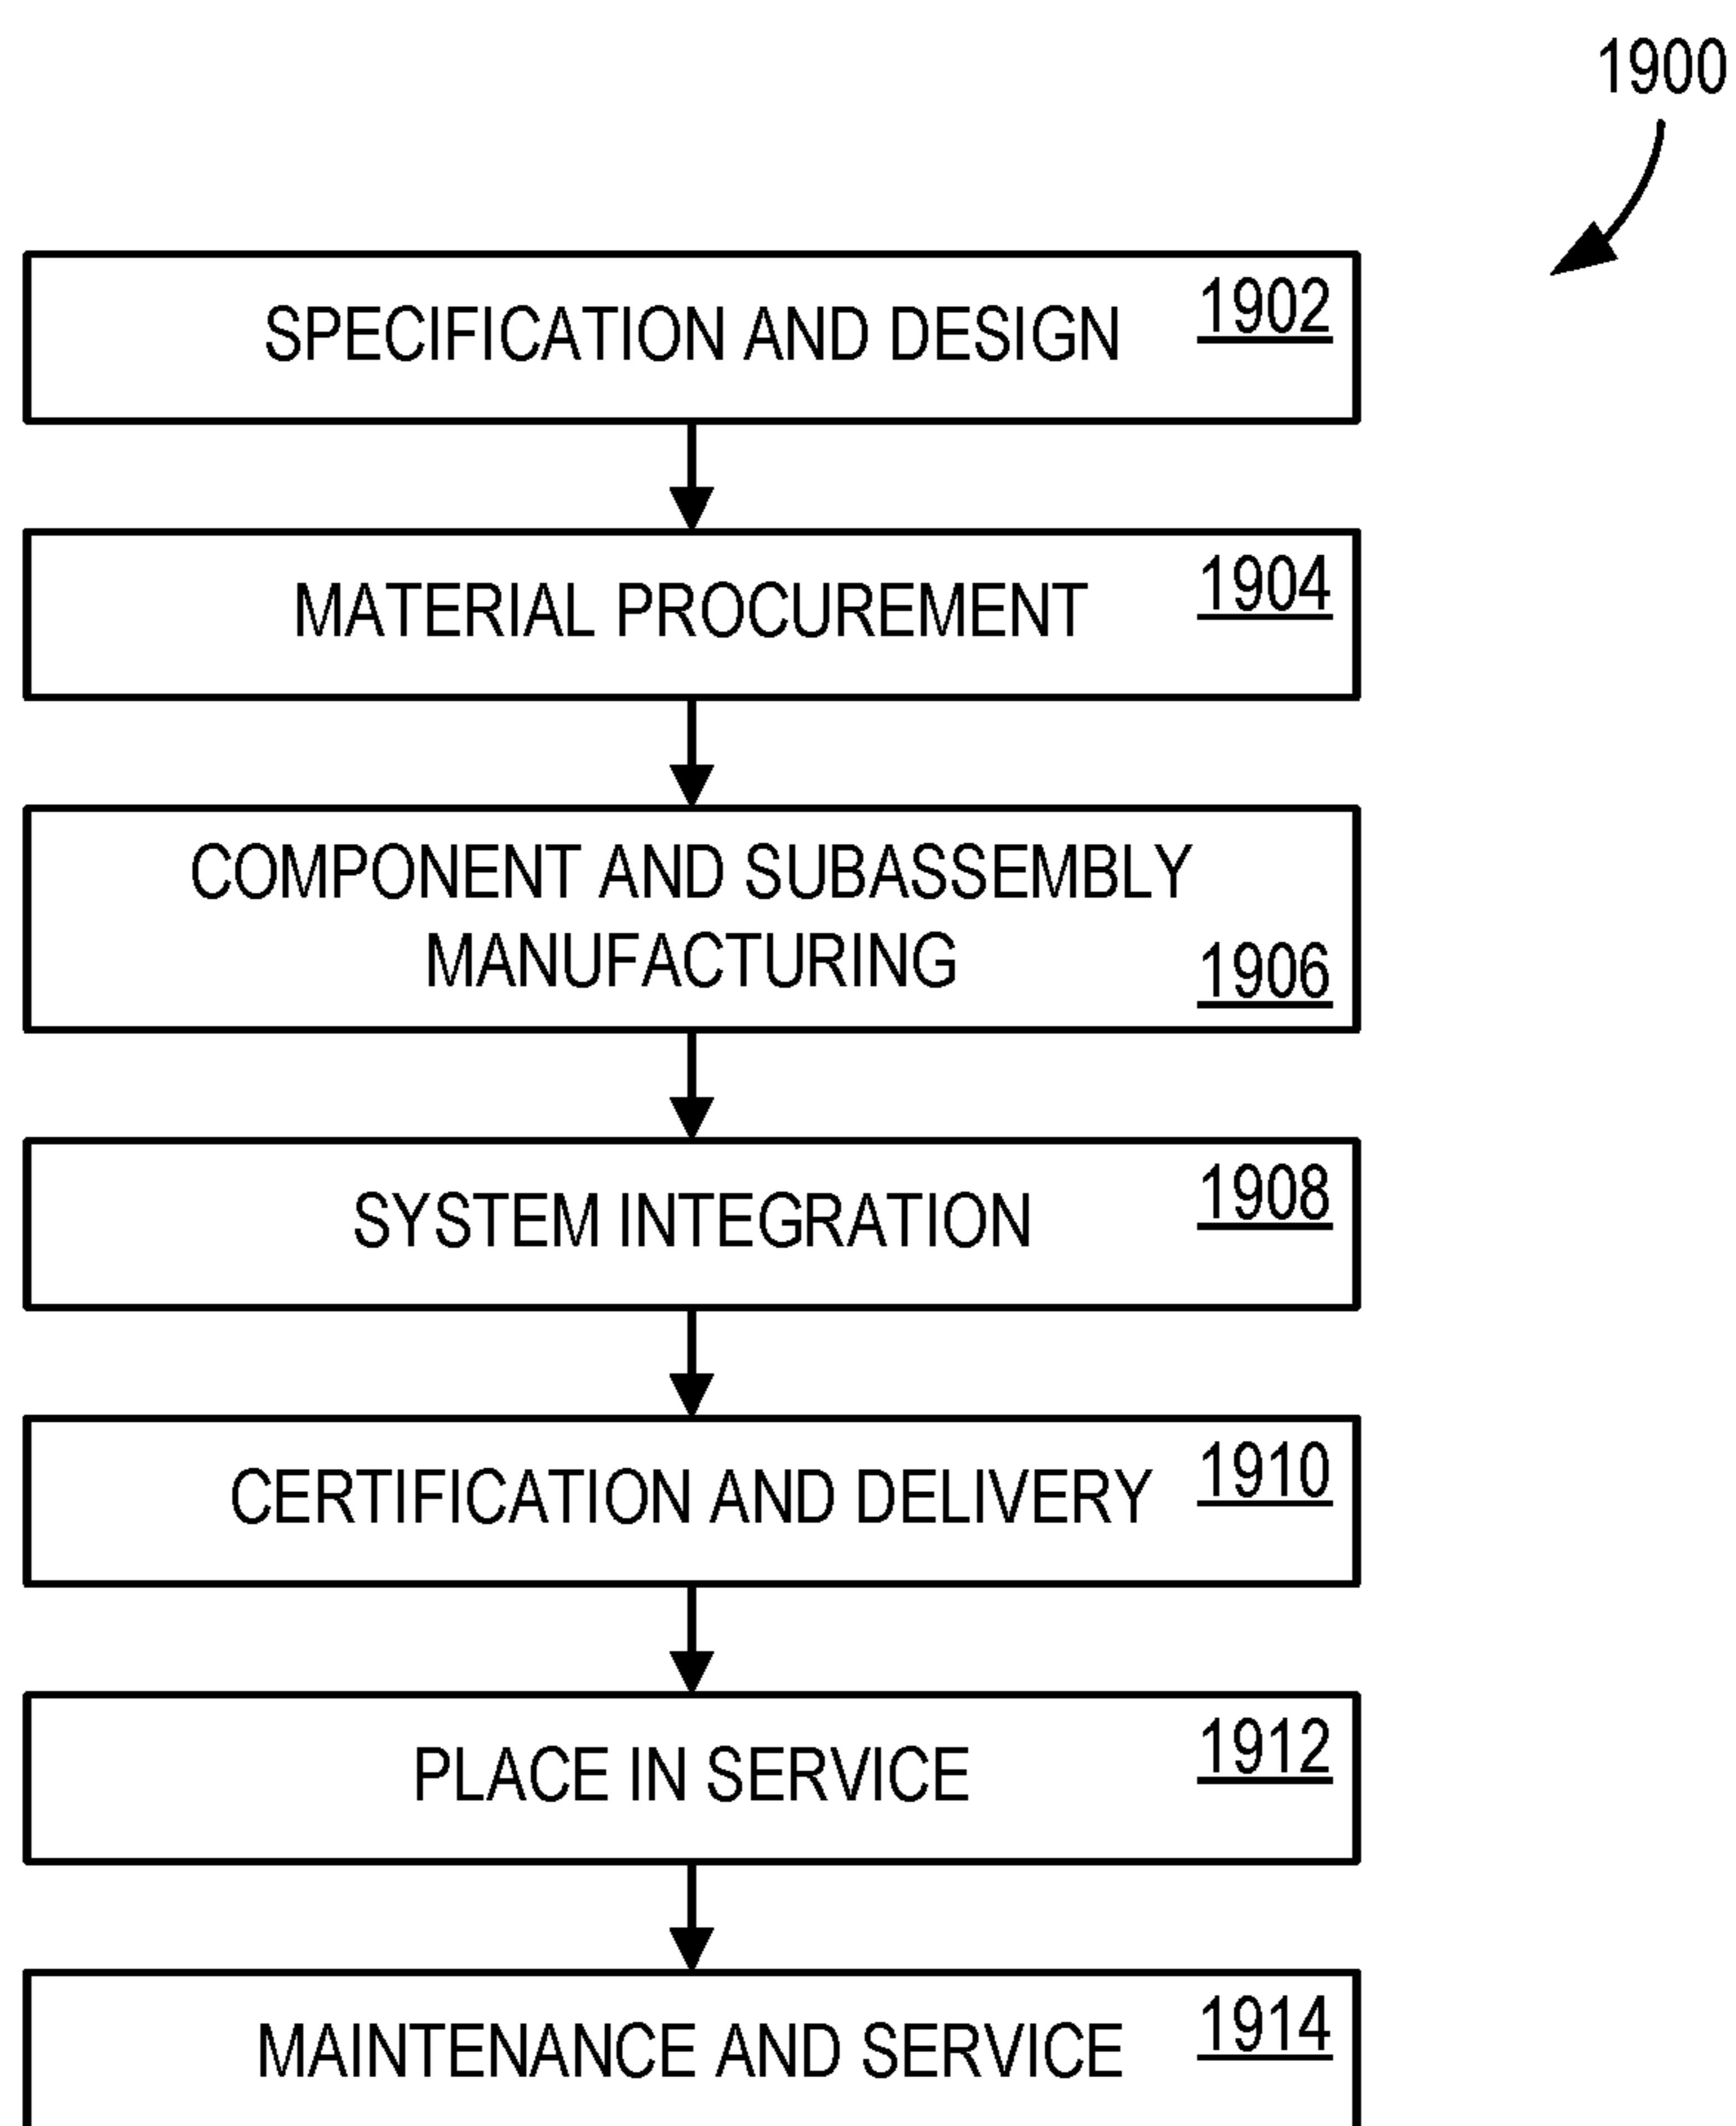 1900
SPECIFICATION AND DESIGN 1902
MATERIAL PROCUREMENT 1904
COMPONENT AND SUBASSEMBLY
MANUFACTURING 1906
SYSTEM INTEGRATION 1908
CERTIFICATION AND DELIVERY 1910
PLACE IN SERVICE 1912
MAINTENANCE AND SERVICE 1914